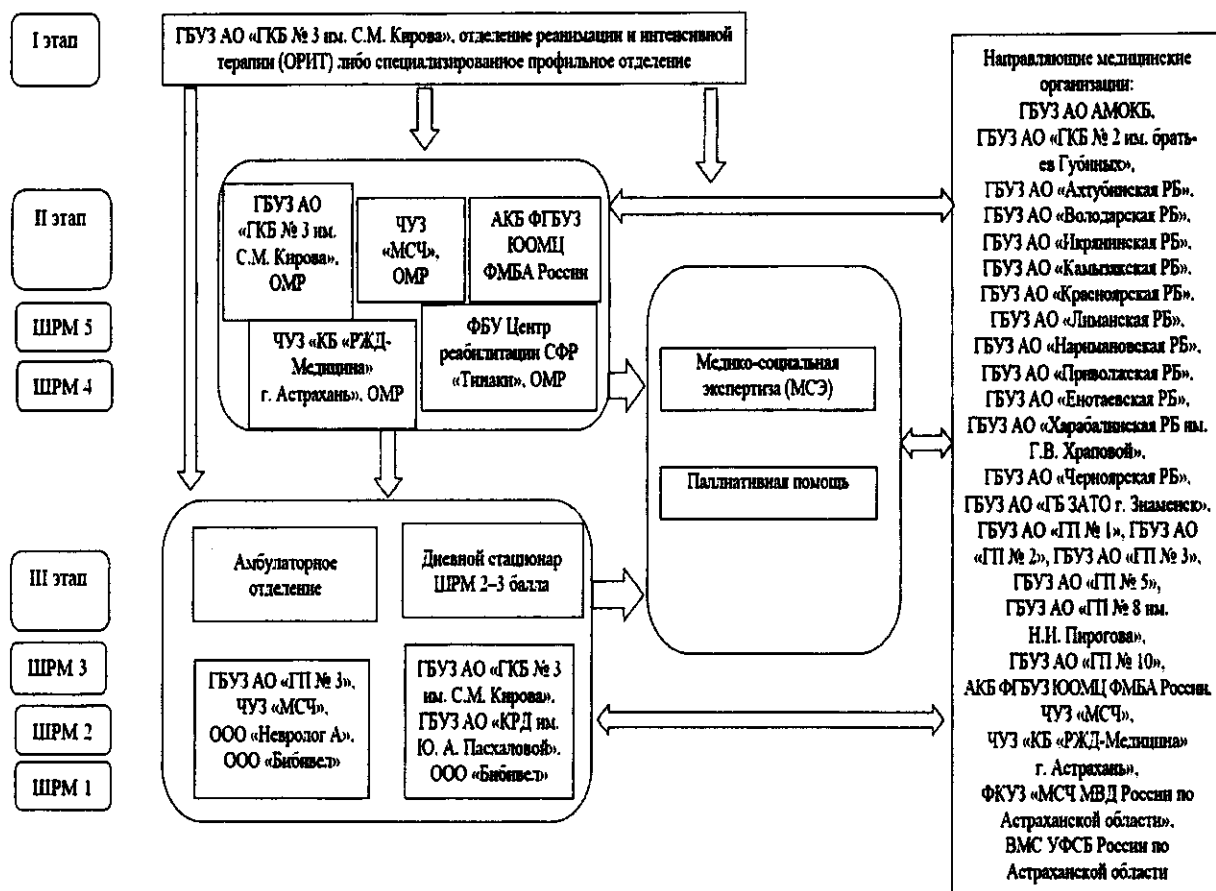 I этап
ГБУЗ АО «ГКБ № 3 им. С.М. Кирова», отделение реанимации и интенсивной
терапии (ОРИТ) либо специализированное профильное отделение
II этап
ШРМ 5
ШРМ 4
ГБУЗ АО
«ГКБ № 3 им.
С.М. Кирова»,
ОМР
ЧУЗ
«МСЧ»,
ОМР
АКБ ФГБУЗ
ЮОМЦ
ФМБА России
ЧУЗ «КБ «РЖД-
Медицина»
г. Астрахань», ОМР
ФБУ Центр
реабилитации СФР
«Тинаки», ОМР
Медико-социальная
экспертиза (МСЭ)
Паллиативная помощь
III этап
ШРМ 3
ШРМ 2
ШРМ 1
Амбулаторное
отделение
Дневной стационар
ШРМ 2–3 балла
ГБУЗ АО «ГП № 3»,
ЧУЗ «МСЧ»,
ООО «Невролог А»,
ООО «Бибивел»
ГБУЗ АО «ГКБ № 3
им. С.М. Кирова»,
ГБУЗ АО «КРД им.
Ю. А. Пасхаловой»,
ООО «Бибивел»
Направляющие медицинские
организации:
ГБУЗ АО АМОКБ,
ГБУЗ АО «ГКБ № 2 им. брать-
ев Губиных»,
ГБУЗ АО «Ахтубинская РБ»,
ГБУЗ АО «Володарская РБ»,
ГБУЗ АО «Икрянинская РБ»,
ГБУЗ АО «Камызякская РБ»,
ГБУЗ АО «Красноярская РБ»,
ГБУЗ АО «Лиманская РБ»,
ГБУЗ АО «Наримановская РБ»,
ГБУЗ АО «Приволжская РБ»,
ГБУЗ АО «Енотаевская РБ»,
ГБУЗ АО «Харабалинская РБ им.
Г.В. Храповой»,
ГБУЗ АО «Черноярская РБ»,
ГБУЗ АО «ГБ ЗАТО г. Знаменск»,
ГБУЗ АО «ГП № 1», ГБУЗ АО
«ГП № 2», ГБУЗ АО «ГП № 3»,
ГБУЗ АО «ГП № 5»,
ГБУЗ АО «ГП № 8 им.
Н.И. Пирогова»,
ГБУЗ АО «ГП № 10»,
АКБ ФГБУЗ ЮОМЦ ФМБА России,
ЧУЗ «МСЧ»,
ЧУЗ «КБ «РЖД-Медицина»
г. Астрахань»,
ФКУЗ «МСЧ МВД России по
Астраханской области»,
ВМС УФСБ России по
Астраханской области